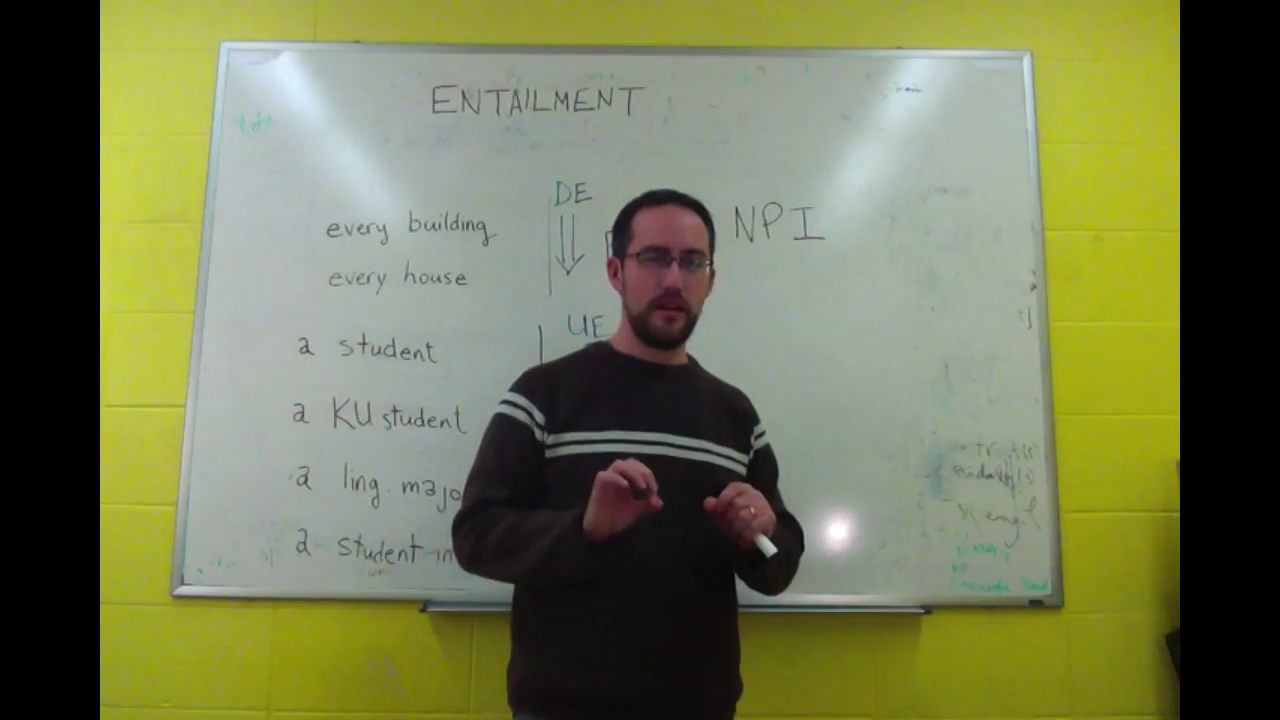 ENTAILMENT
DE
NPI
every building
every house
UE
a student
a KU student
a ling. majo
a student in